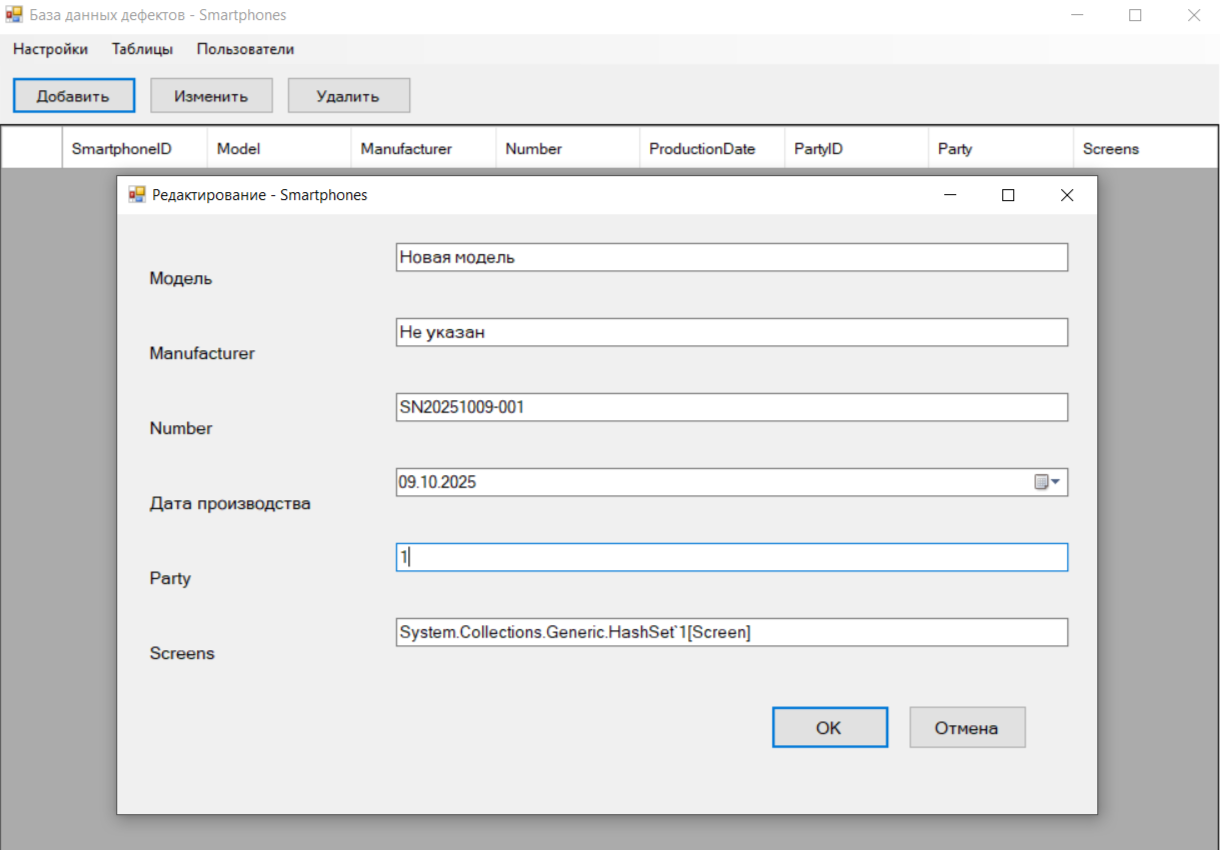 База данных дефектов - Smartphones
Настройки Таблицы Пользователи
Добавить Изменить Удалить
SmartphoneID Model Manufacturer Number ProductionDate PartyID Party Screens
Редактирование - Smartphones
Новая модель
Модель
Не указан
Manufacturer
SN20251009-001
Number
09.10.2025
Дата производства
1
Party
System.Collections.Generic.HashSet`1[Screen]
Screens
OK Отмена